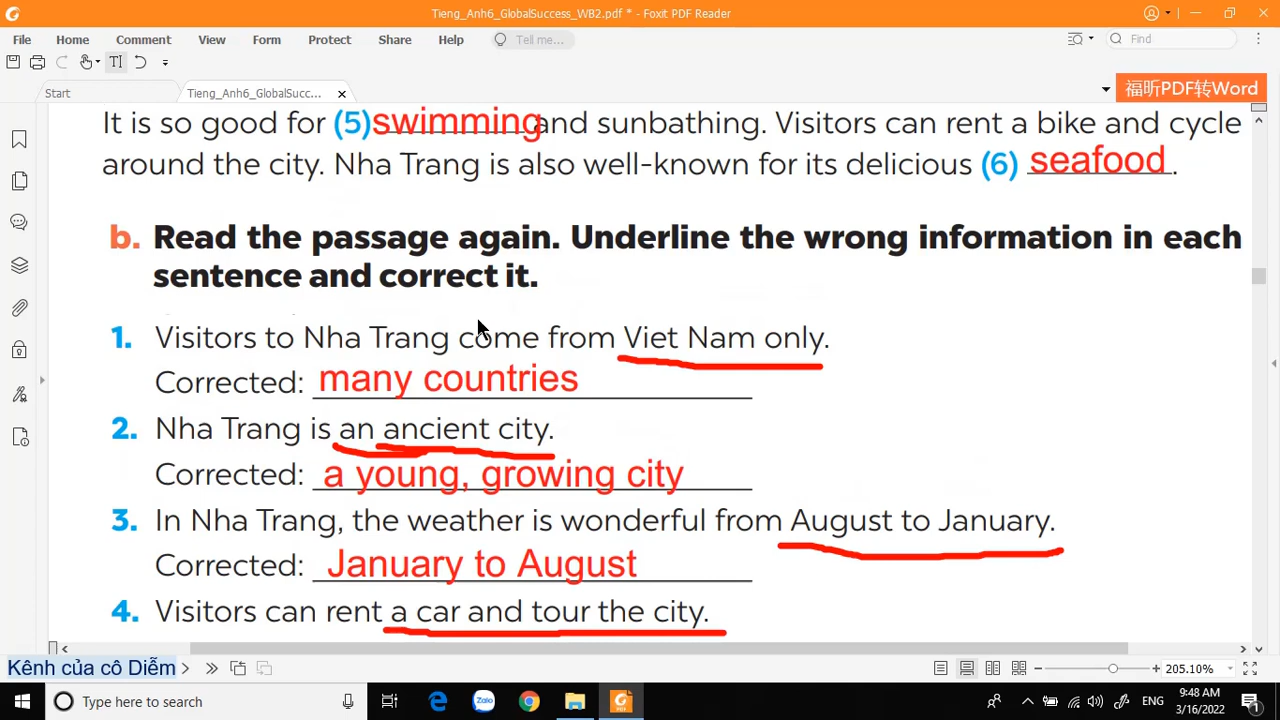 Tieng_Anh6_GlobalSuccess_WB2.pdf * - Foxit PDF Reader
File Home Comment View Form Protect Share Help Tell me... Find
Start Tieng_Anh6_GlobalSucc... 福昕PDF转Word
It is so good for (5) swimming and sunbathing. Visitors can rent a bike and cycle
around the city. Nha Trang is also well-known for its delicious (6) seafood.
b. Read the passage again. Underline the wrong information in each
sentence and correct it.
1. Visitors to Nha Trang come from Viet Nam only.
Corrected: many countries
2. Nha Trang is an ancient city.
Corrected: a young, growing city
3. In Nha Trang, the weather is wonderful from August to January.
Corrected: January to August
4. Visitors can rent a car and tour the city.
Kênh của cô Diễm 205.10%
Type here to search Zalo ENG 9:48 AM
3/16/2022 1